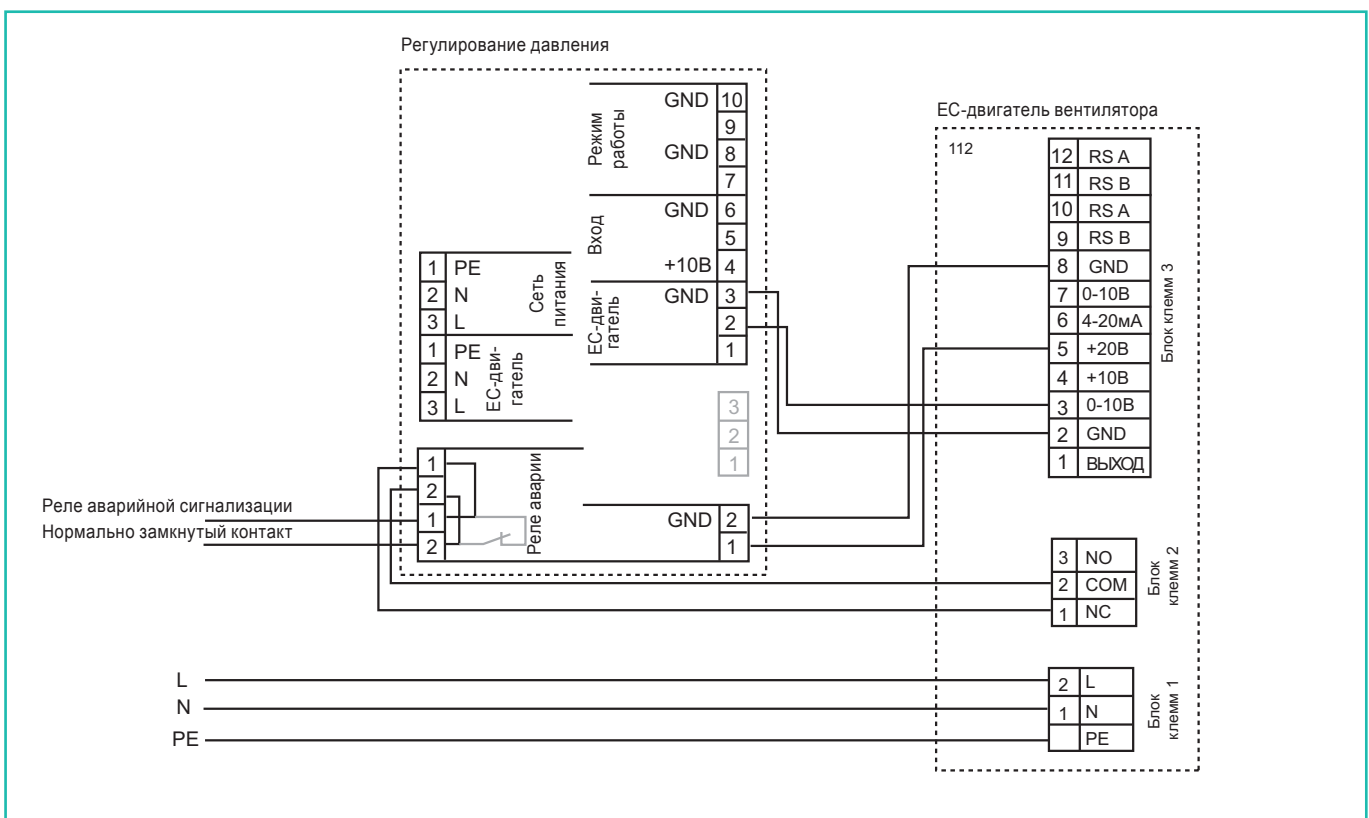 Регулирование давления
GND 10
9
GND 8
7
Режим
работы
GND 6
5
+10В 4
Вход
GND 3
2
1
ЕС-дви-
гатель
1 PE
2 N
3 L
Сеть
питания
1 PE
2 N
3 L
ЕС-дви-
гатель
3
2
1
1
2
1
2
Реле аварии
GND 2
1
Реле аварийной сигнализации
Нормально замкнутый контакт
L
N
PE
ЕС-двигатель вентилятора
112
12 RS A
11 RS B
10 RS A
9 RS B
8 GND
7 0-10В
6 4-20мА
5 +20В
4 +10В
3 0-10В
2 GND
1 ВЫХОД
Блок клемм 3
3 NO
2 COM
1 NC
Блок
клемм 2
2 L
1 N
PE
Блок
клемм 1